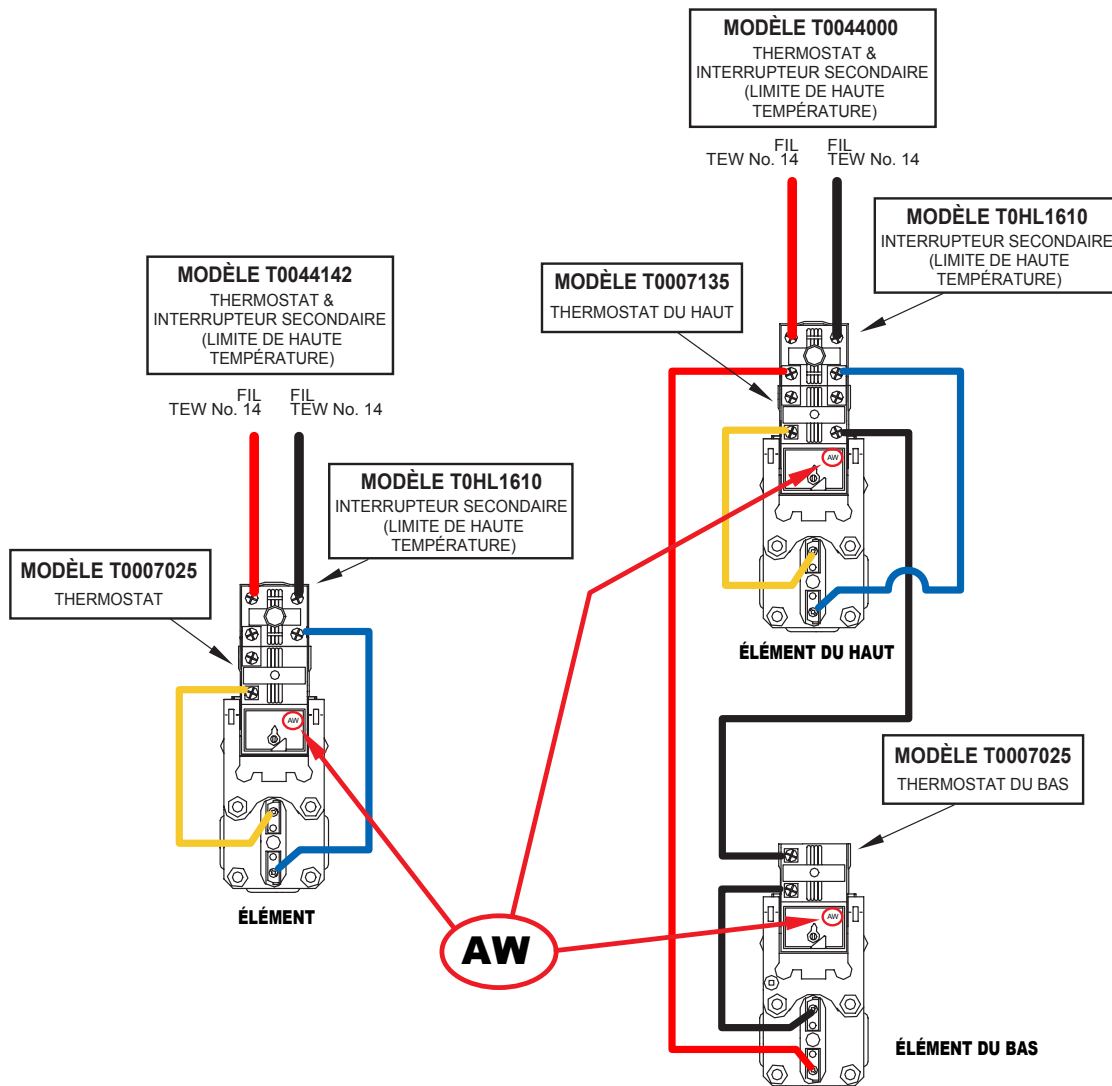 MODÈLE T0044000
THERMOSTAT &
INTERRUPTEUR SECONDAIRE
(LIMITE DE HAUTE
TEMPÉRATURE)
FIL
TEW No. 14
FIL
TEW No. 14
MODÈLE T0HL1610
INTERRUPTEUR SECONDAIRE
(LIMITE DE HAUTE
TEMPÉRATURE)
MODÈLE T0007135
THERMOSTAT DU HAUT
AW
ÉLÉMENT DU HAUT
MODÈLE T0044142
THERMOSTAT &
INTERRUPTEUR SECONDAIRE
(LIMITE DE HAUTE
TEMPÉRATURE)
FIL
TEW No. 14
FIL
TEW No. 14
MODÈLE T0HL1610
INTERRUPTEUR SECONDAIRE
(LIMITE DE HAUTE
TEMPÉRATURE)
MODÈLE T0007025
THERMOSTAT
AW
ÉLÉMENT
AW
MODÈLE T0007025
THERMOSTAT DU BAS
AW
ÉLÉMENT DU BAS